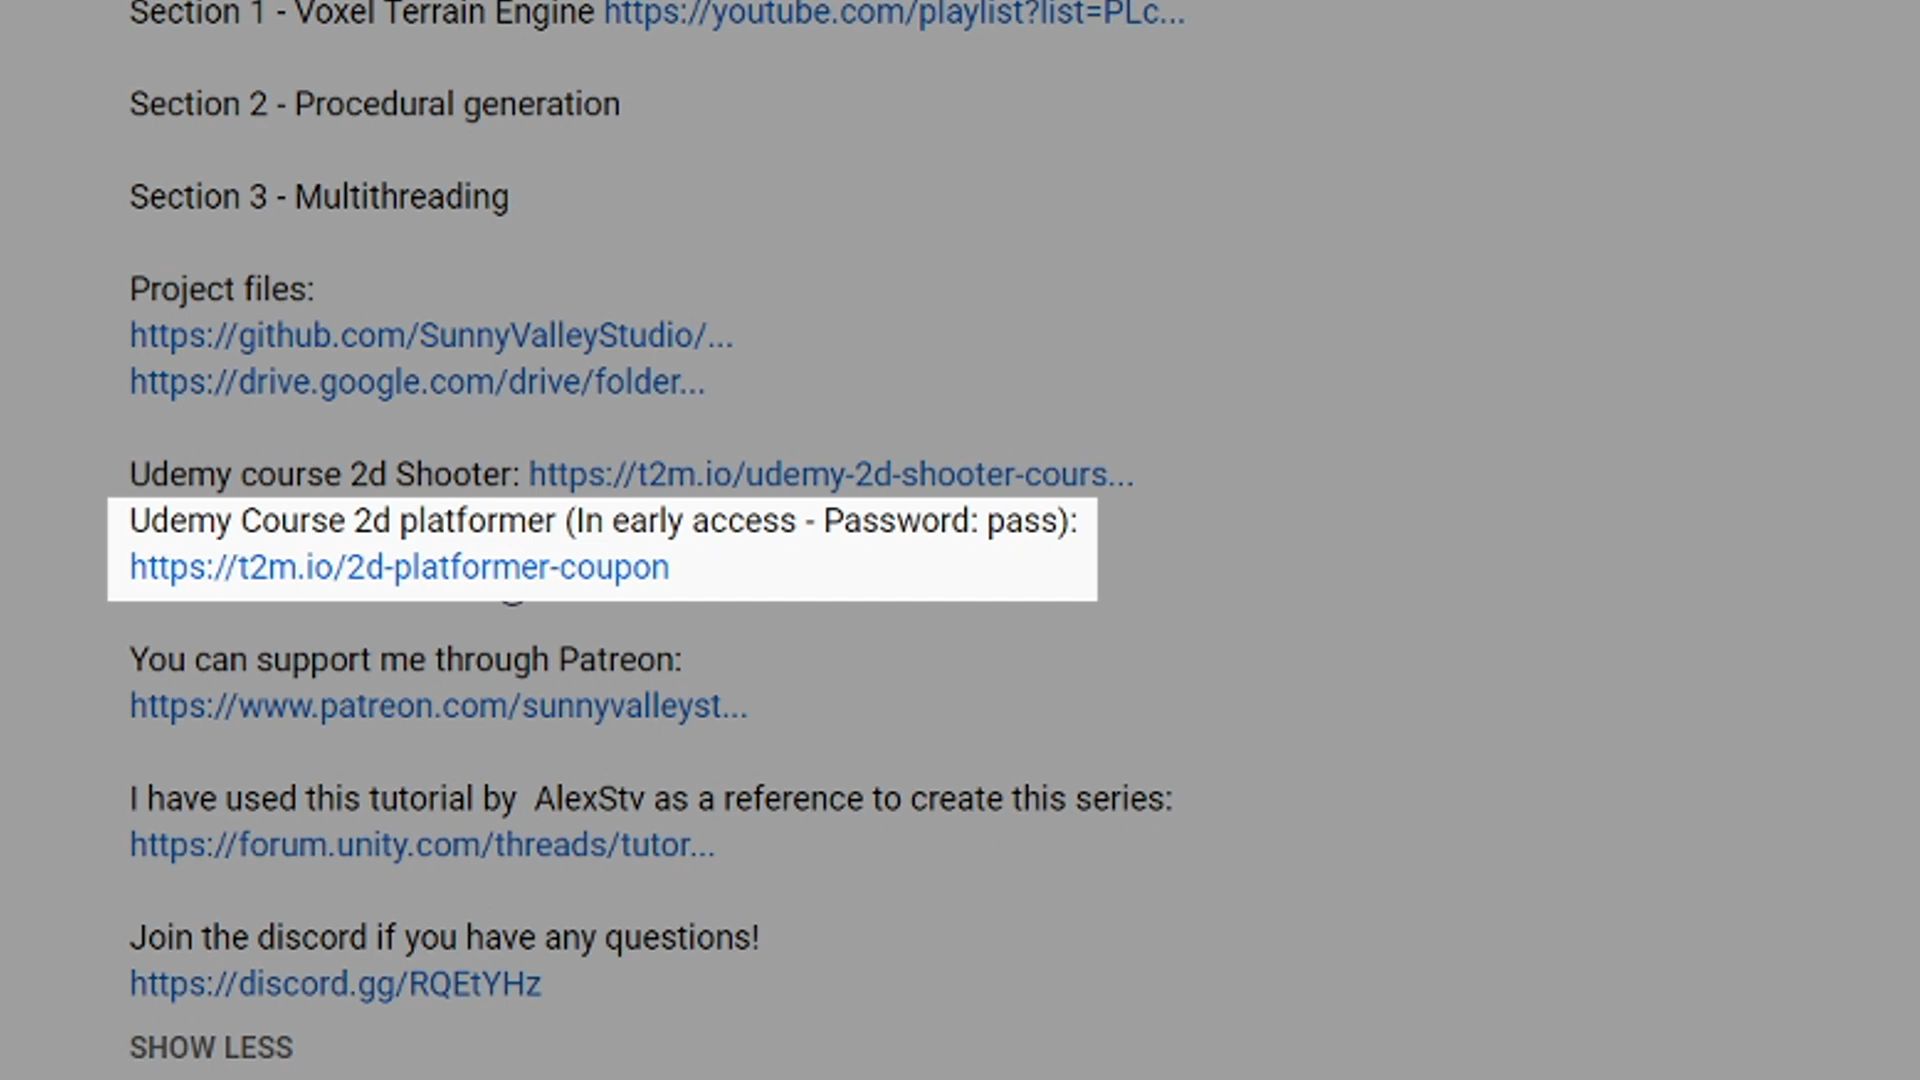 Section 1 - Voxel Terrain Engine https://youtube.com/playlist?list=PLc...
Section 2 - Procedural generation
Section 3 - Multithreading
Project files:
https://github.com/SunnyValleyStudio/...
https://drive.google.com/drive/folder...
Udemy course 2d Shooter: https://t2m.io/udemy-2d-shooter-cours...
Udemy Course 2d platformer (In early access - Password: pass):
https://t2m.io/2d-platformer-coupon
You can support me through Patreon:
https://www.patreon.com/sunnyvalleyst...
I have used this tutorial by  AlexStv as a reference to create this series:
https://forum.unity.com/threads/tutor...
Join the discord if you have any questions!
https://discord.gg/RQEtYHz
SHOW LESS